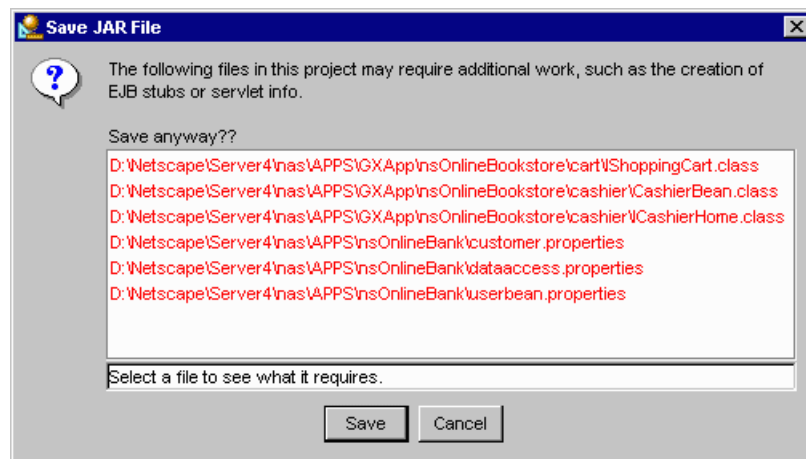 Save JAR File
The following files in this project may require additional work, such as the creation of
EJB stubs or servlet info.
Save anyway??
D:\Netscape\Server4\nas\APPS\GXApp\nsOnlineBookstore\cart\IShoppingCart.class
D:\Netscape\Server4\nas\APPS\GXApp\nsOnlineBookstore\cashier\CashierBean.class
D:\Netscape\Server4\nas\APPS\GXApp\nsOnlineBookstore\cashier\ICashierHome.class
D:\Netscape\Server4\nas\APPS\nsOnlineBank\customer.properties
D:\Netscape\Server4\nas\APPS\nsOnlineBank\dataaccess.properties
D:\Netscape\Server4\nas\APPS\nsOnlineBank\userbean.properties
Select a file to see what it requires.
Save Cancel